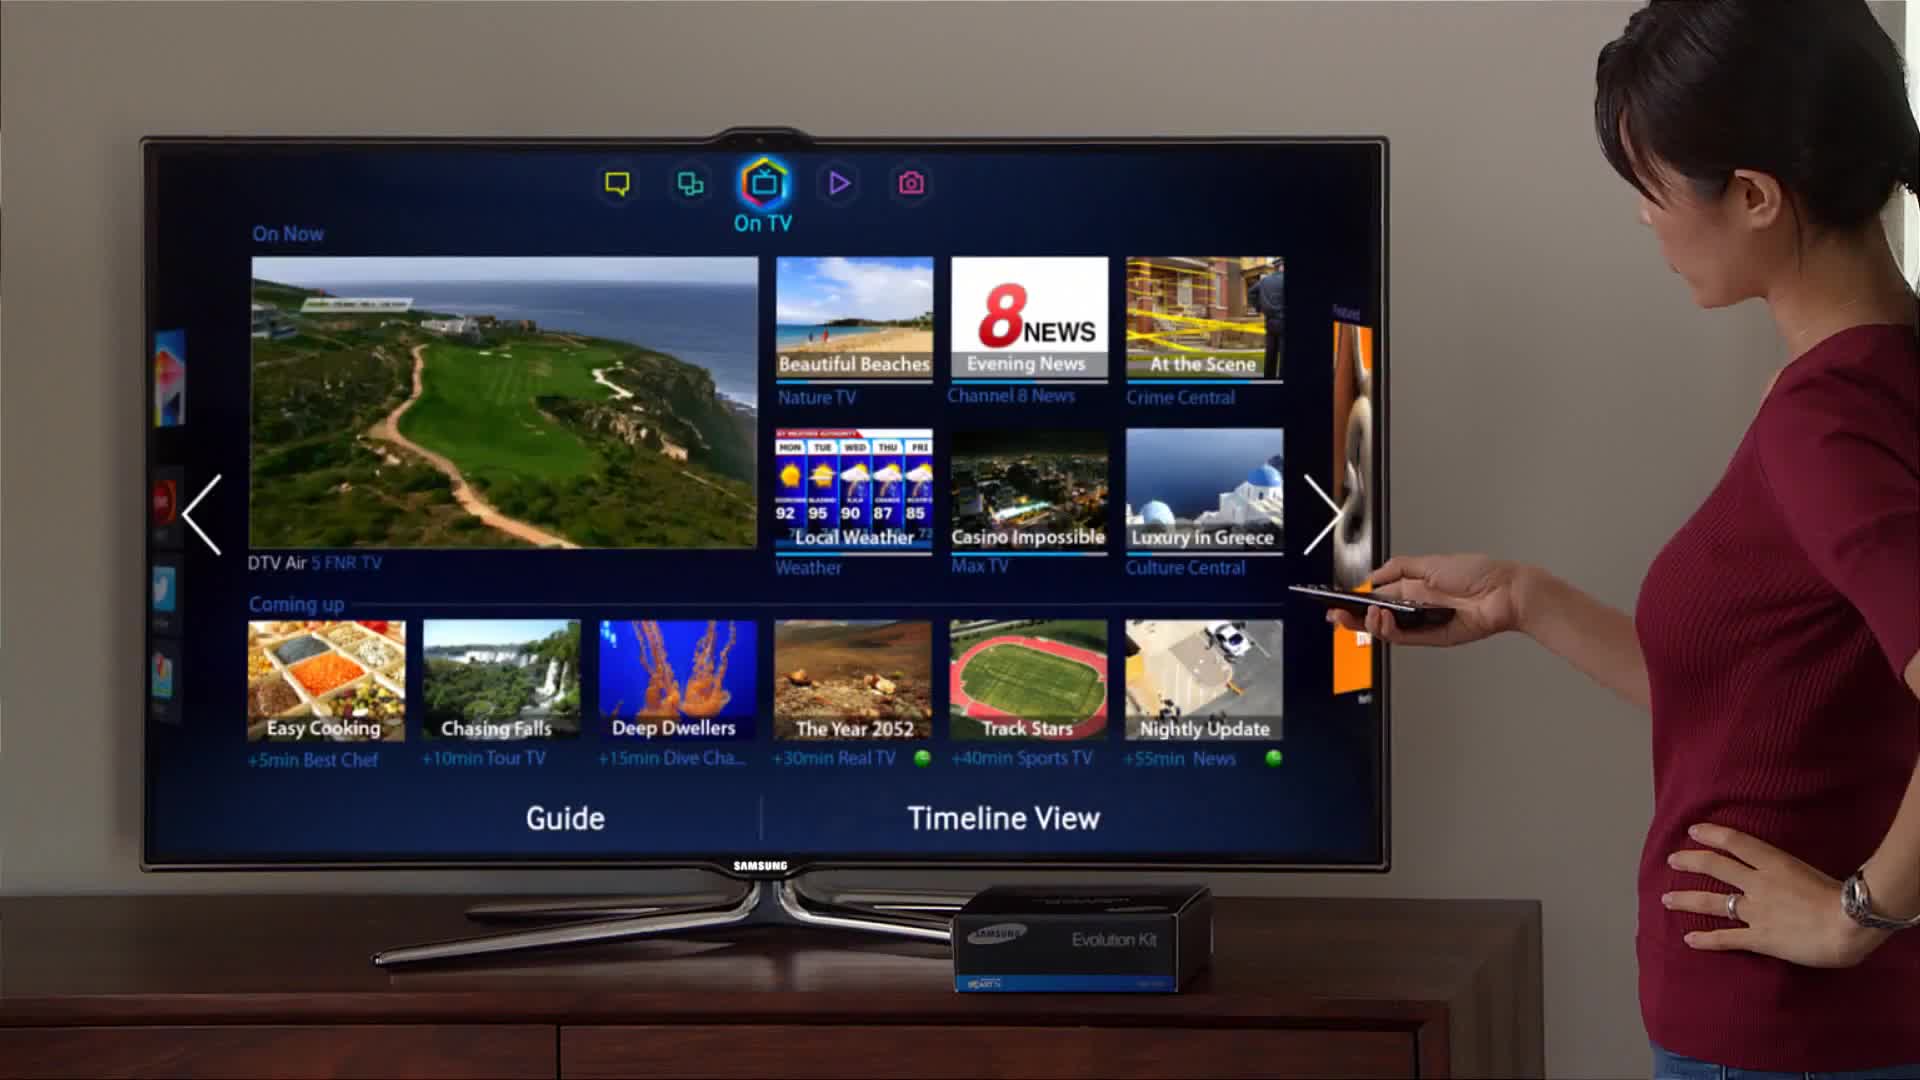 On TV
On Now
Featured
Beautiful Beaches
Nature TV
8 NEWS
Evening News
Channel 8 News
At the Scene
Crime Central
MON TUE WED THU FRI
92 95 90 87 85
Local Weather
Weather
Casino Impossible
Max TV
Luxury in Greece
Culture Central
DTV Air 5 FNR TV
Coming up
Easy Cooking
+5min Best Chef
Chasing Falls
+10min Tour TV
Deep Dwellers
+15min Dive Cha...
The Year 2052
+30min Real TV
Track Stars
+40min Sports TV
Nightly Update
+55min News
Guide
Timeline View
SAMSUNG
SAMSUNG
Evolution Kit